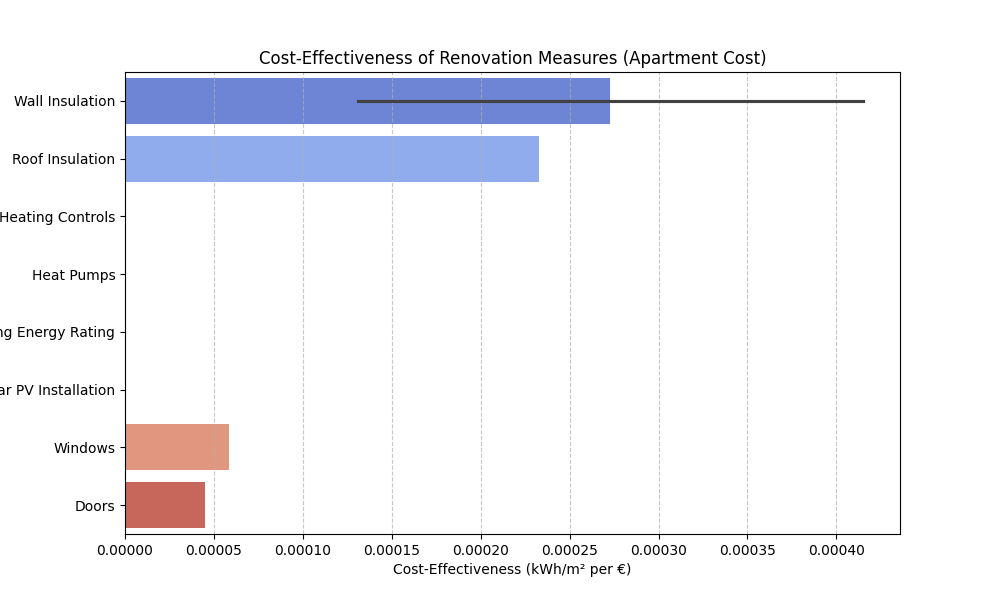 Cost-Effectiveness of Renovation Measures (Apartment Cost)
Wall Insulation
Roof Insulation
Heating Controls
Heat Pumps
ng Energy Rating
ar PV Installation
Windows
Doors
0.00000 0.00005 0.00010 0.00015 0.00020 0.00025 0.00030 0.00035 0.00040
Cost-Effectiveness (kWh/m² per €)